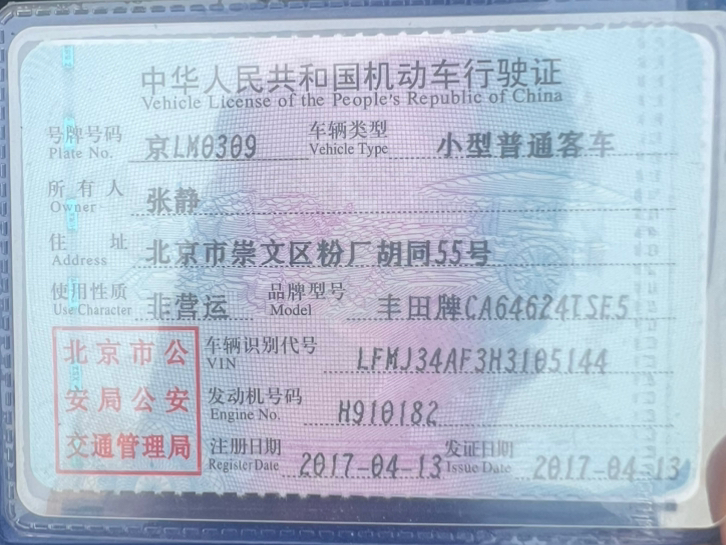 中华人民共和国机动车行驶证
Vehicle License of the People's Republic of China
号牌号码 京LM0309 车辆类型 小型普通客车
Plate No. Vehicle Type
所有人 张静
Owner
住址 北京市崇文区粉厂胡同55号
Address
使用性质 非营运 品牌型号 丰田牌CA64624TSE5
Use Character Model
北京市公
安局公安
交通管理局
车辆识别代号 LFMJ34AF3H3105144
VIN
发动机号码 H910182
Engine No.
注册日期 2017-04-13 发证日期 2017-04-13
Register Date Issue Date